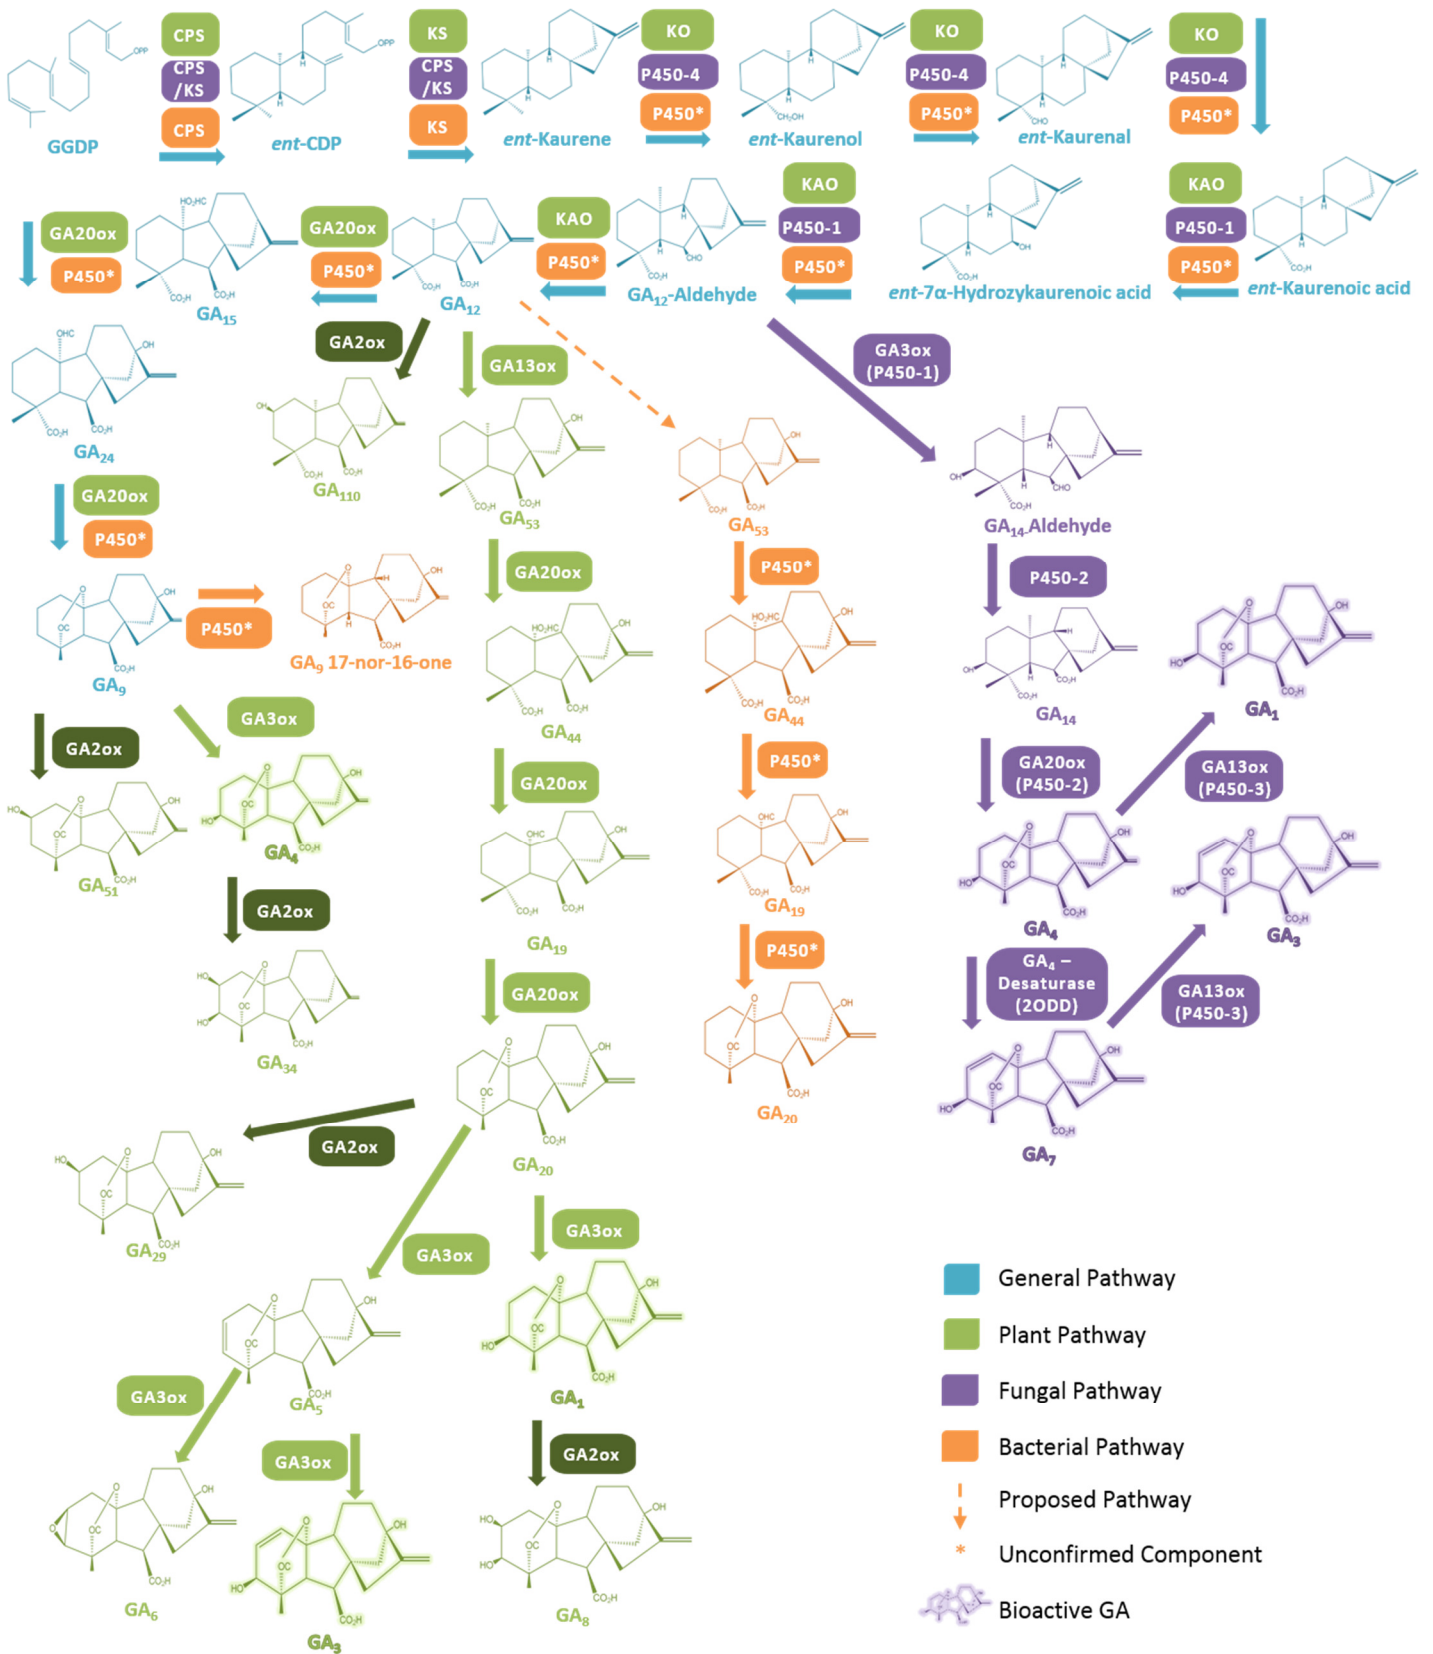 GGDP
CPS
CPS
/KS
CPS
ent-CDP
KS
CPS
/KS
KS
ent-Kaurene
KO
P450-4
P450*
ent-Kaurenol
KO
P450-4
P450*
ent-Kaurenal
KO
P450-4
P450*
ent-Kaurenoic acid
KAO
P450-1
P450*
ent-7α-Hydrozykaurenoic acid
KAO
P450-1
P450*
GA12-Aldehyde
KAO
P450*
GA12
GA20ox
P450*
GA15
GA20ox
P450*
GA24
GA20ox
P450*
GA9
P450*
GA9 17-nor-16-one
GA2ox
GA51
GA3ox
GA4
GA2ox
GA34
GA2ox
GA110
GA13ox
GA53
GA20ox
GA44
GA20ox
GA19
GA20ox
GA20
GA2ox
GA29
GA3ox
GA5
GA3ox
GA6
GA3ox
GA3
GA3ox
GA1
GA2ox
GA8
GA53
P450*
GA44
P450*
GA19
P450*
GA20
GA3ox
(P450-1)
GA14-Aldehyde
P450-2
GA14
GA20ox
(P450-2)
GA4
GA13ox
(P450-3)
GA1
GA4 –
Desaturase
(2ODD)
GA7
GA13ox
(P450-3)
GA3
General Pathway
Plant Pathway
Fungal Pathway
Bacterial Pathway
Proposed Pathway
* Unconfirmed Component
Bioactive GA